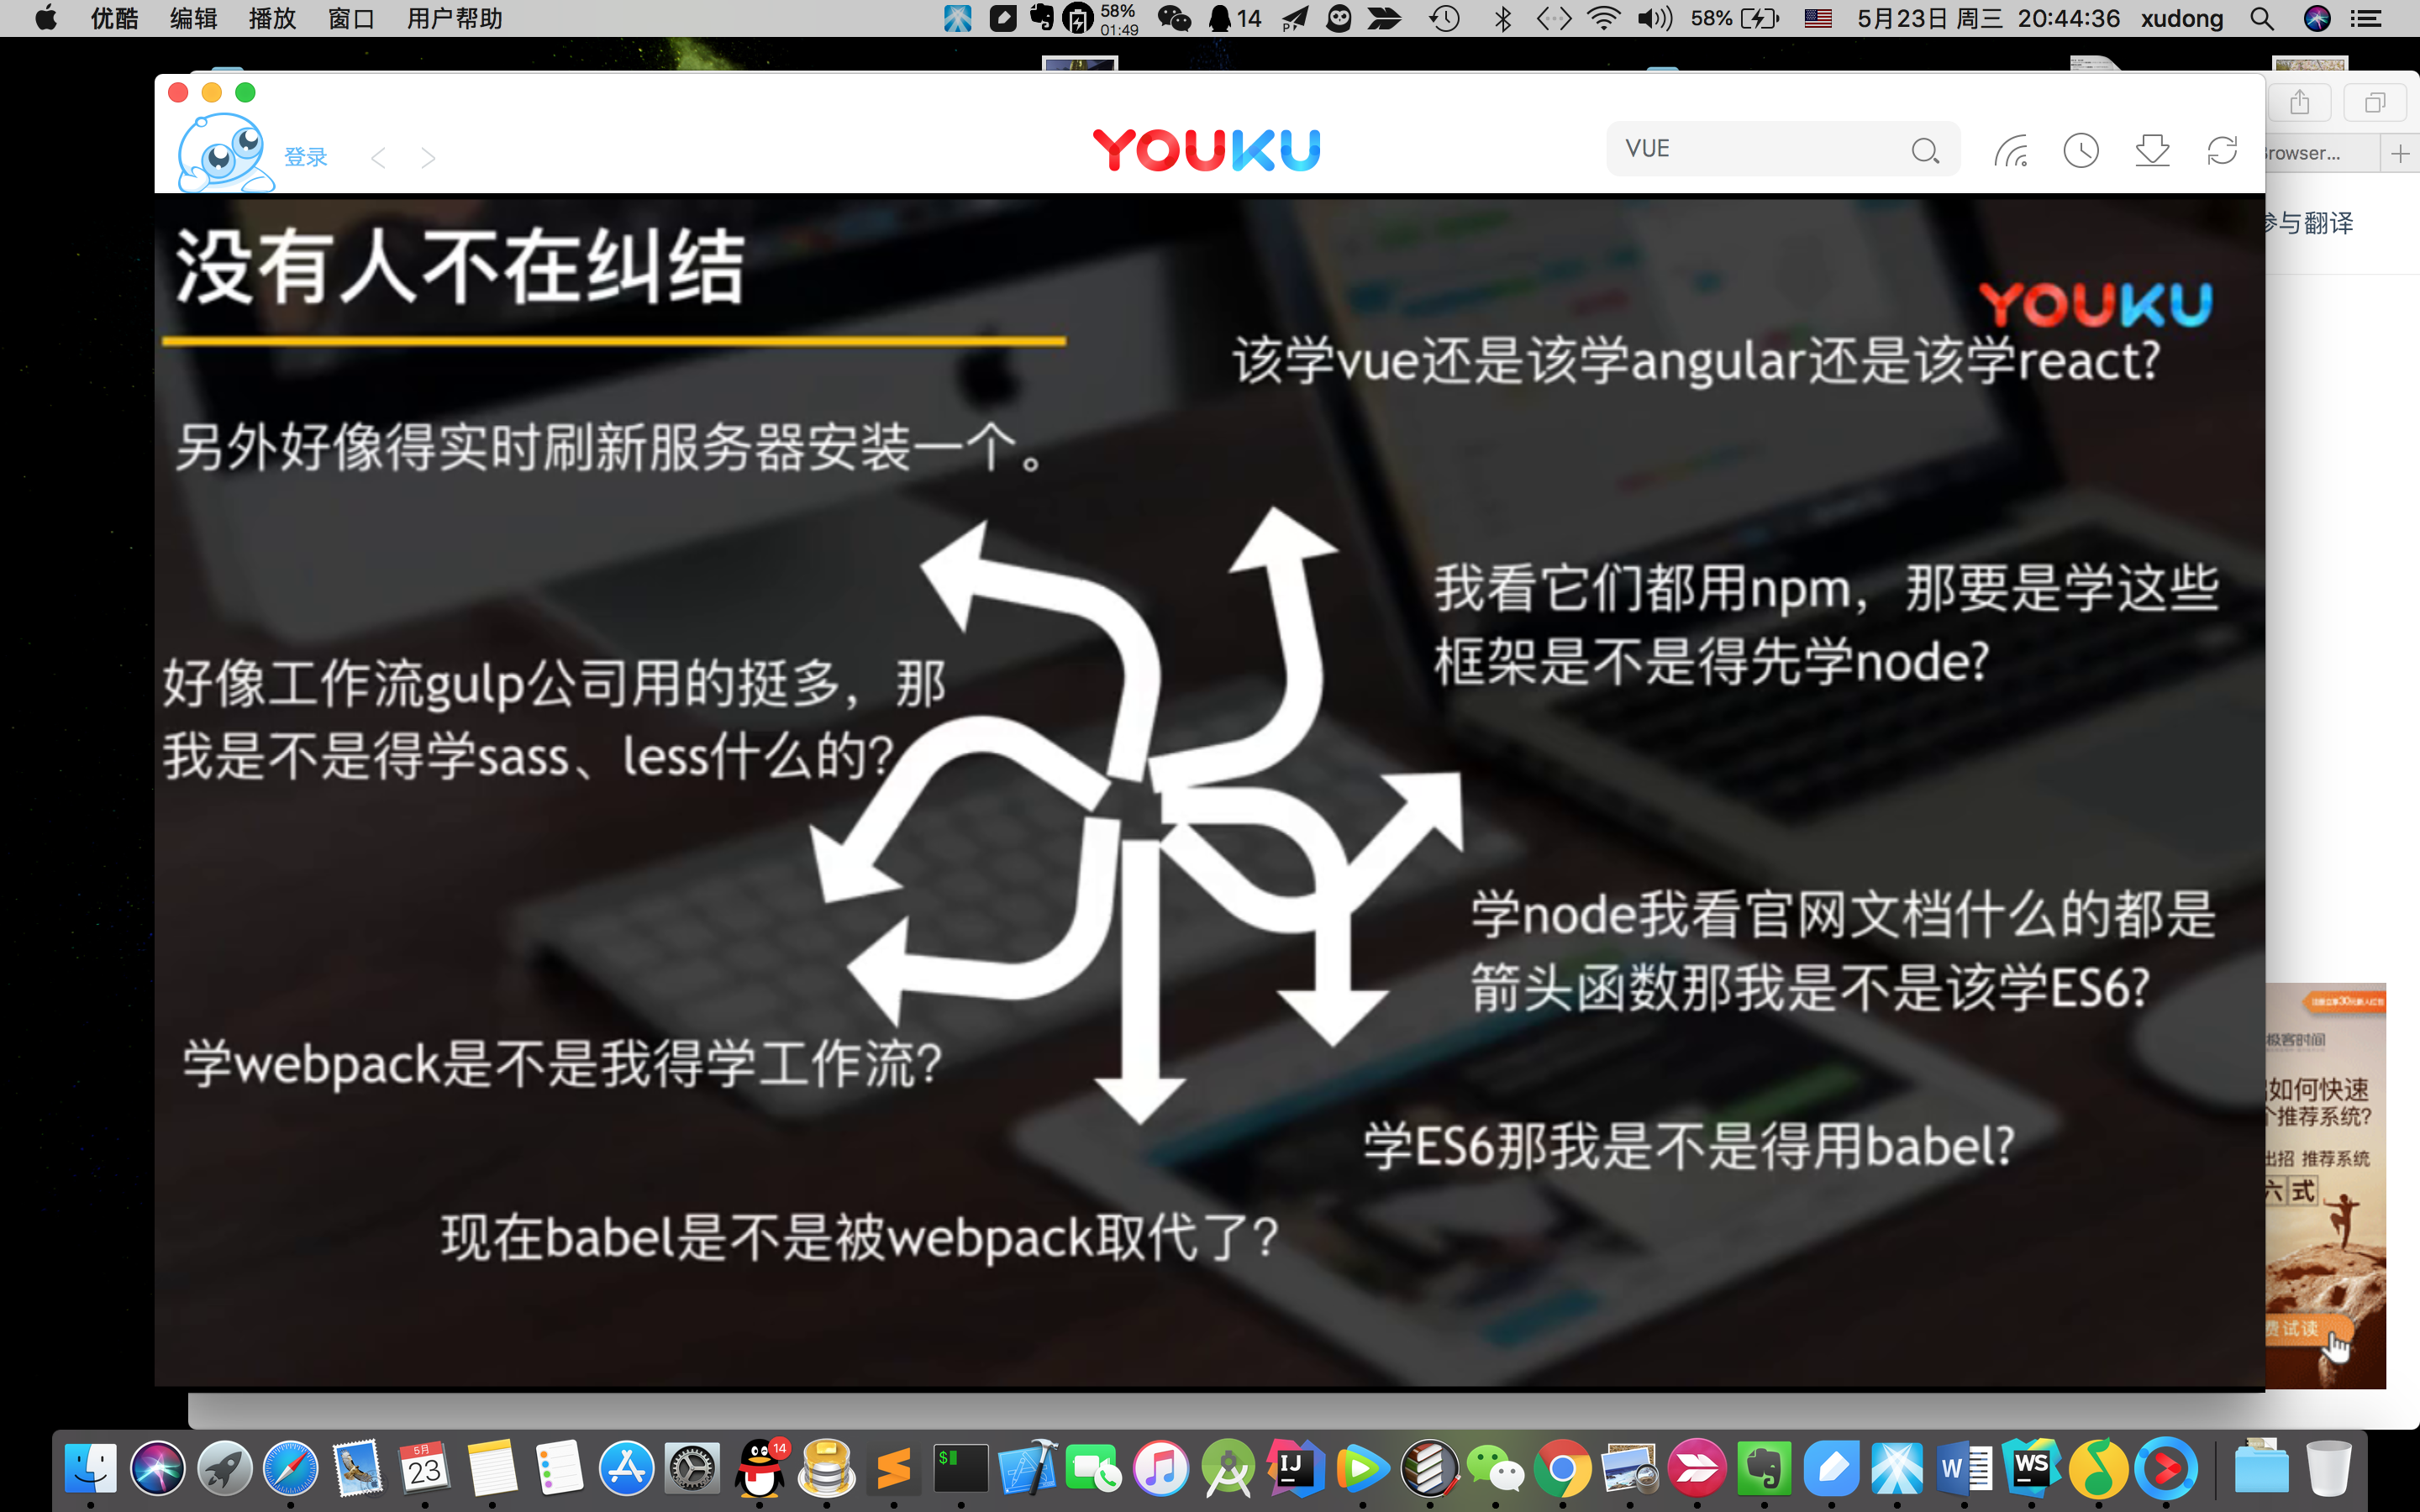 优酷 编辑 播放 窗口 用户帮助
58%
01:49
14
58%
5月23日 周三 20:44:36 xudong
登录
YOUKU
VUE
rowser...
没有人不在纠结
与翻译
YOUKU
该学vue还是该学angular还是该学react?
另外好像得实时刷新服务器安装一个。
我看它们都用npm，那要是学这些
框架是不是得先学node?
好像工作流gulp公司用的挺多，那
我是不是得学sass、less什么的?
学node我看官网文档什么的都是
箭头函数那我是不是该学ES6?
学webpack是不是我得学工作流?
学ES6那我是不是得用babel?
现在babel是不是被webpack取代了?
极客时间
如何快速
个推荐系统?
出招 推荐系统
六式
费试读
5月
23
14
$
IJ
W
WS